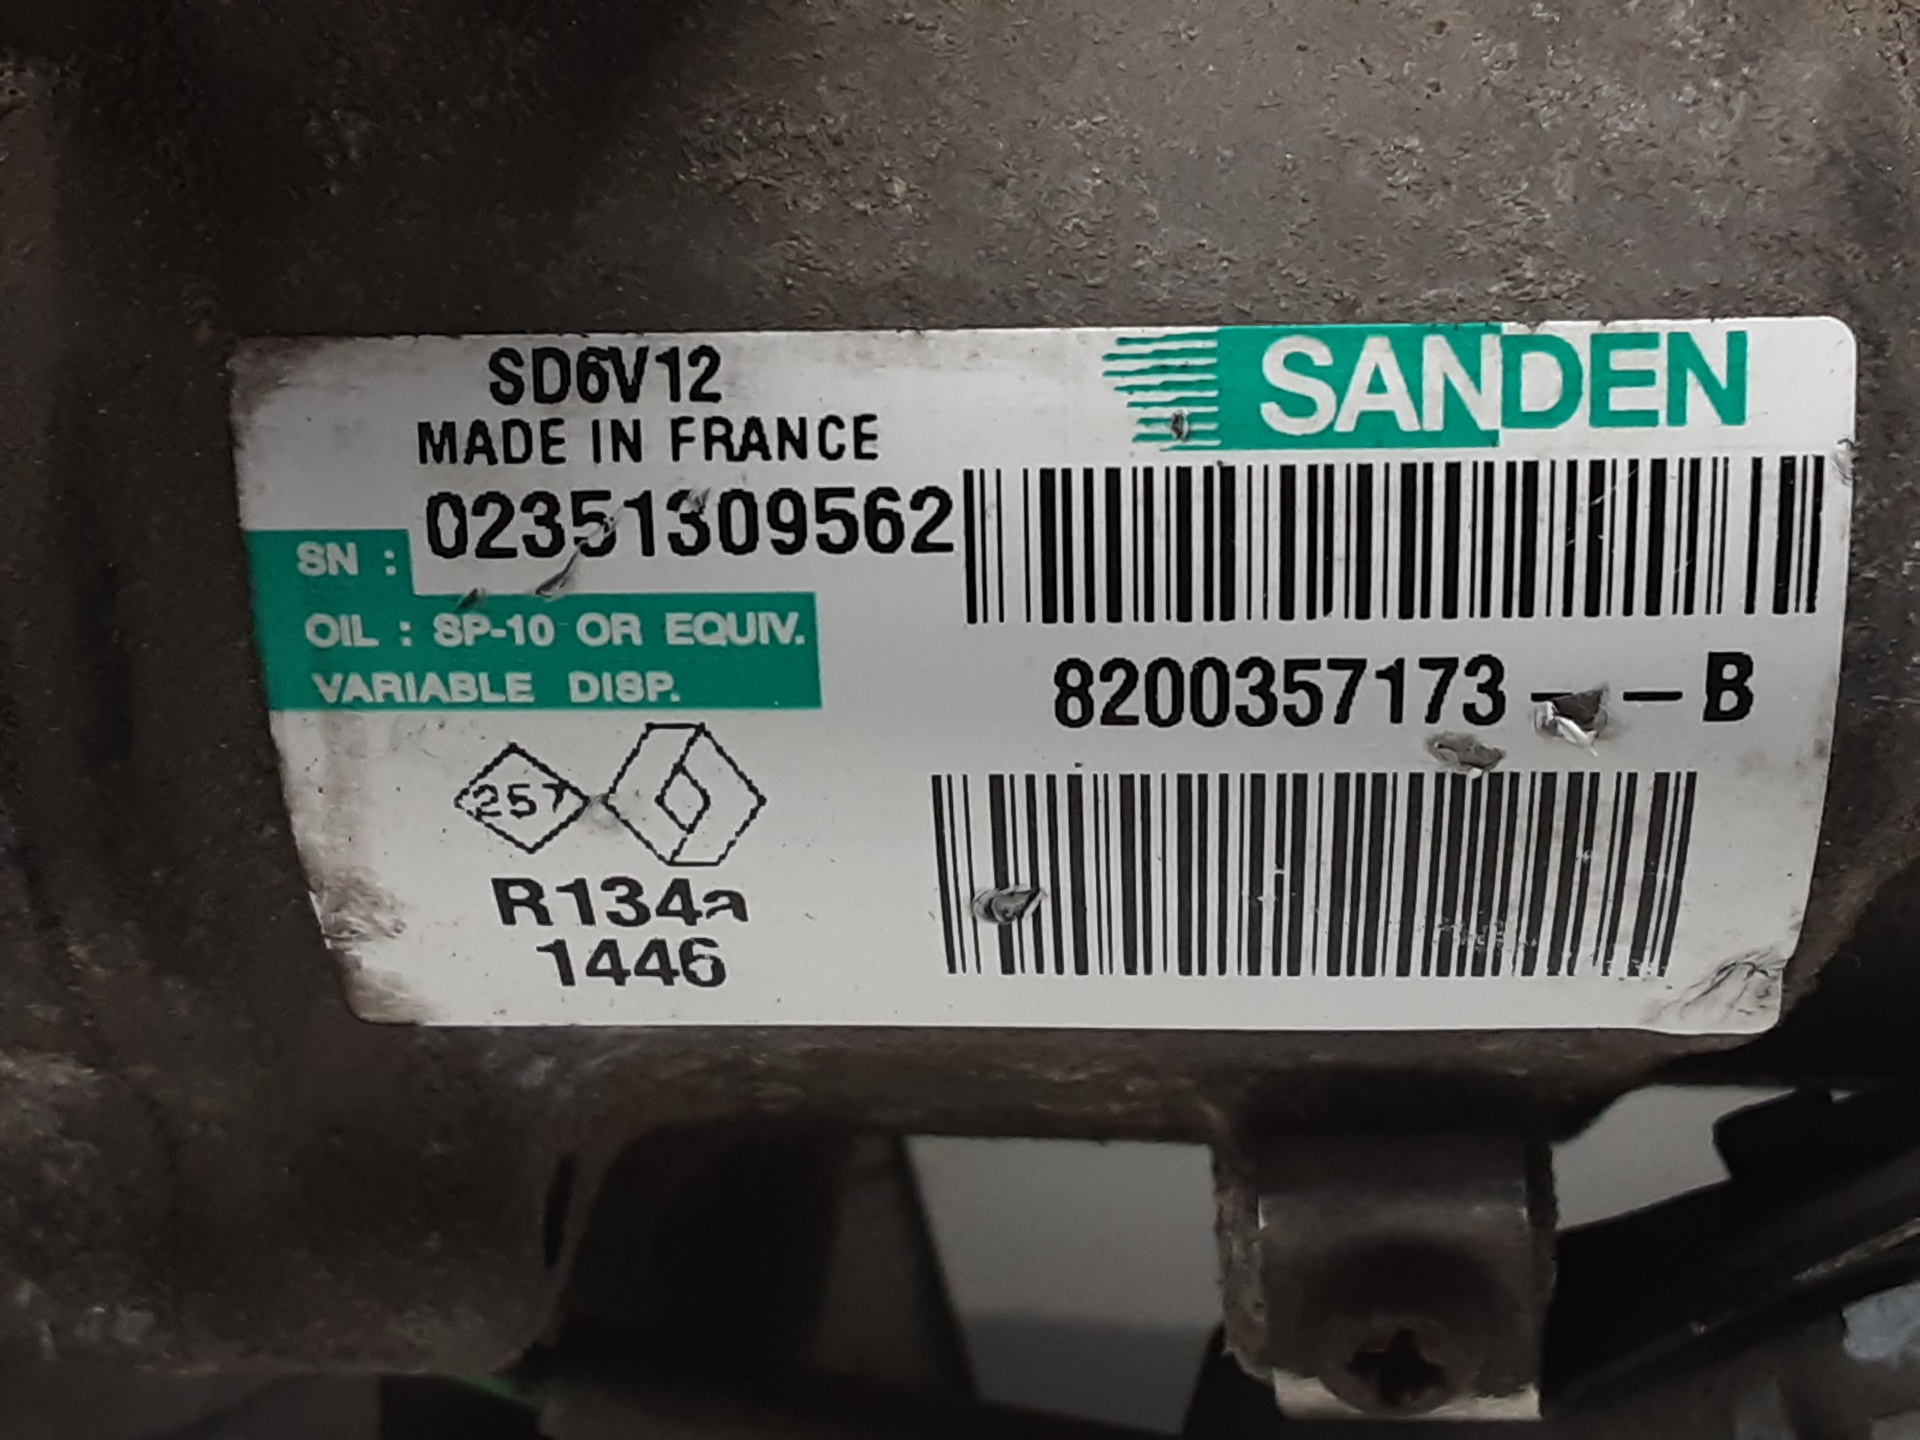 SD6V12
SANDEN
MADE IN FRANCE
SN : 02351309562
OIL : SP-10 OR EQUIV.
VARIABLE DISP.
8200357173- -B
257
R134a
1446